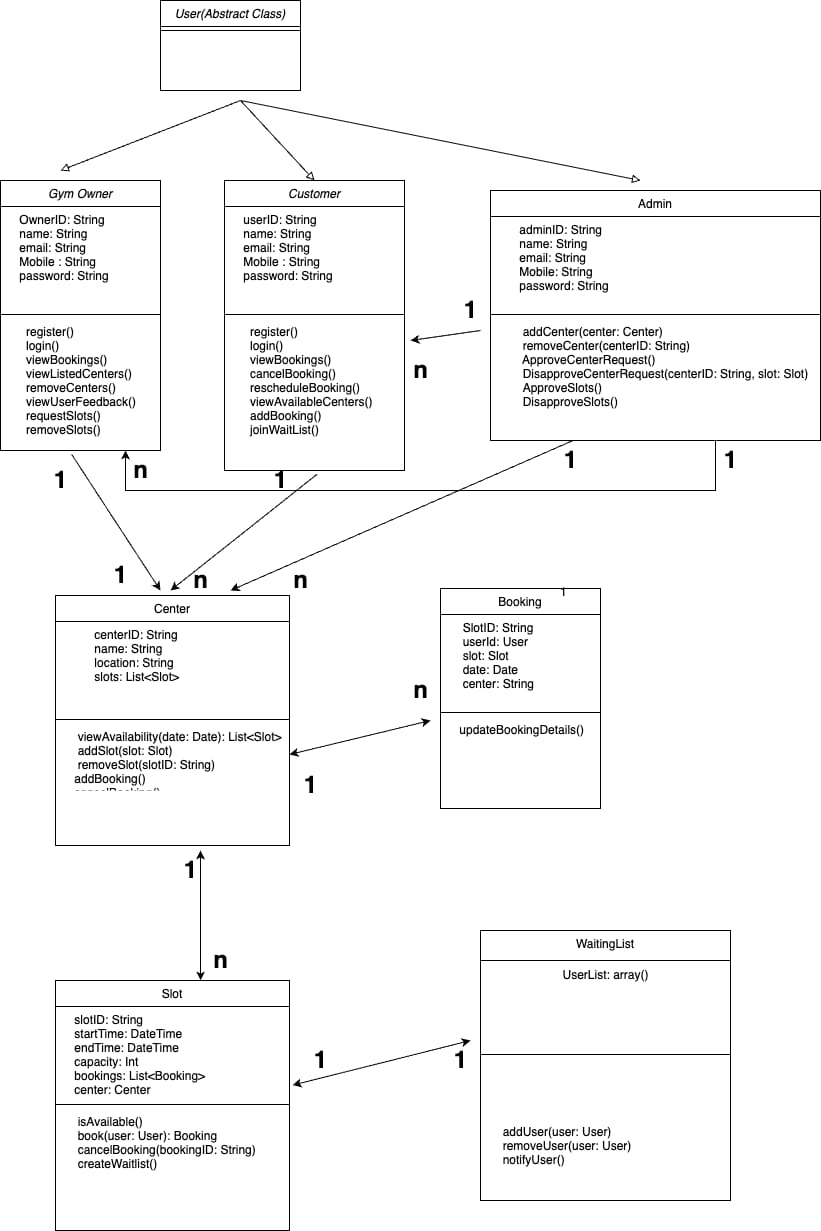 User(Abstract Class)
Gym Owner
OwnerID: String
name: String
email: String
Mobile : String
password: String
register()
login()
viewBookings()
viewListedCenters()
removeCenters()
viewUserFeedback()
requestSlots()
removeSlots()
Customer
userID: String
name: String
email: String
Mobile : String
password: String
register()
login()
viewBookings()
cancelBooking()
rescheduleBooking()
viewAvailableCenters()
addBooking()
joinWaitList()
Admin
adminID: String
name: String
email: String
Mobile: String
password: String
addCenter(center: Center)
removeCenter(centerID: String)
ApproveCenterRequest()
DisapproveCenterRequest(centerID: String, slot: Slot)
ApproveSlots()
DisapproveSlots()
1
n
1
n
1
1
1
1
n
n
Center
centerID: String
name: String
location: String
slots: List<Slot>
viewAvailability(date: Date): List<Slot>
addSlot(slot: Slot)
removeSlot(slotID: String)
addBooking()
Booking
1
SlotID: String
userId: User
slot: Slot
date: Date
center: String
updateBookingDetails()
n
1
1
n
Slot
slotID: String
startTime: DateTime
endTime: DateTime
capacity: Int
bookings: List<Booking>
center: Center
isAvailable()
book(user: User): Booking
cancelBooking(bookingID: String)
createWaitlist()
1
1
WaitingList
UserList: array()
addUser(user: User)
removeUser(user: User)
notifyUser()